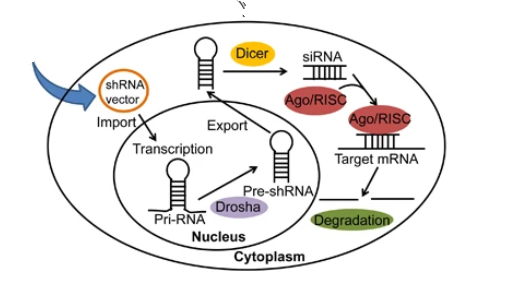 Dicer
siRNA
shRNA
vector
Ago/RISC
Ago/RISC
Import
Export
Transcription
Target mRNA
Pre-shRNA
Drosha
Pri-RNA
Degradation
Nucleus
Cytoplasm